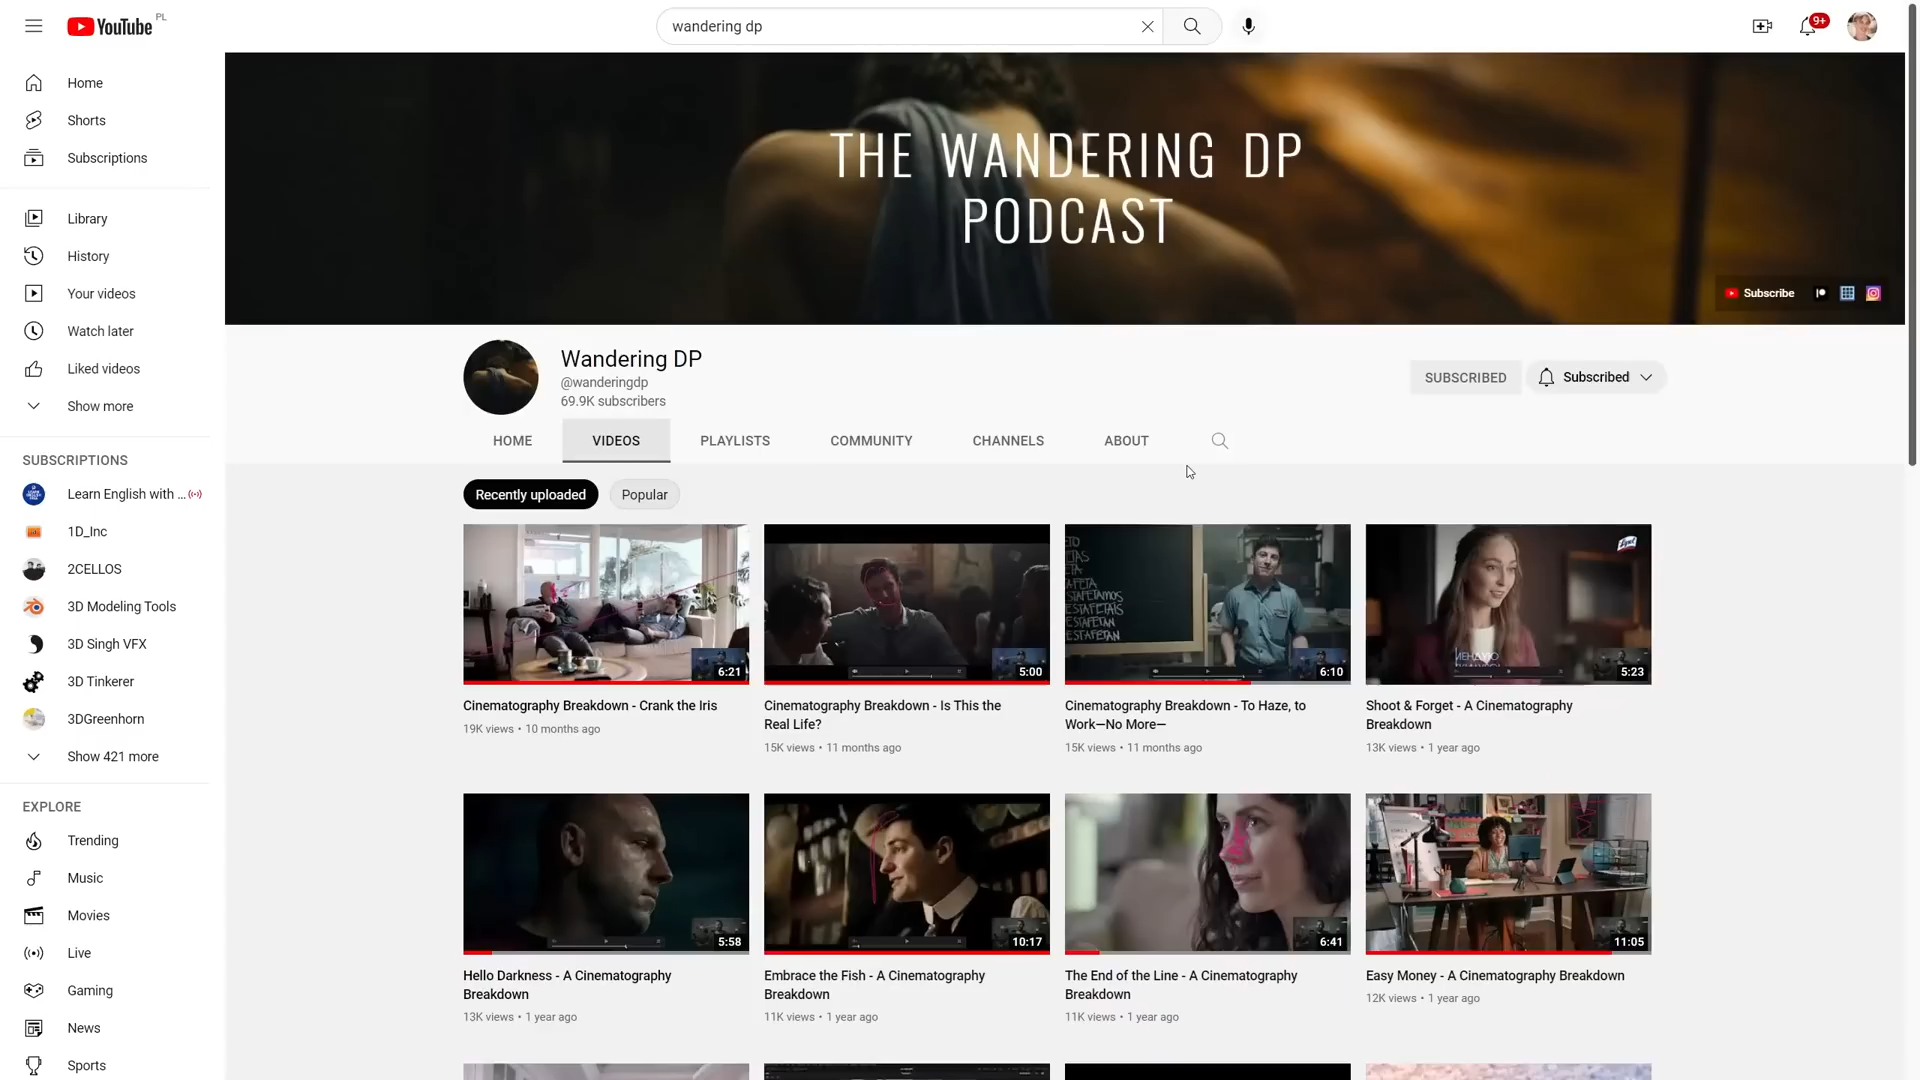 YouTube PL
wandering dp
9+
Home
Shorts
Subscriptions
Library
History
Your videos
Watch later
Liked videos
Show more
SUBSCRIPTIONS
Learn English with ...
1D_Inc
2CELLOS
3D Modeling Tools
3D Singh VFX
3D Tinkerer
3DGreenhorn
Show 421 more
EXPLORE
Trending
Music
Movies
Live
Gaming
News
Sports
THE WANDERING DP
PODCAST
Subscribe
Wandering DP
@wanderingdp
69.9K subscribers
SUBSCRIBED
Subscribed
HOME VIDEOS PLAYLISTS COMMUNITY CHANNELS ABOUT
Recently uploaded Popular
6:21
Cinematography Breakdown - Crank the Iris
19K views • 10 months ago
5:00
Cinematography Breakdown - Is This the
Real Life?
15K views • 11 months ago
ESTAFETAMOS
ESTAFETAIS
ESTAFETAN
6:10
Cinematography Breakdown - To Haze, to
Work—No More—
15K views • 11 months ago
5:23
Shoot & Forget - A Cinematography
Breakdown
13K views • 1 year ago
5:58
Hello Darkness - A Cinematography
Breakdown
13K views • 1 year ago
10:17
Embrace the Fish - A Cinematography
Breakdown
11K views • 1 year ago
6:41
The End of the Line - A Cinematography
Breakdown
11K views • 1 year ago
11:05
Easy Money - A Cinematography Breakdown
12K views • 1 year ago